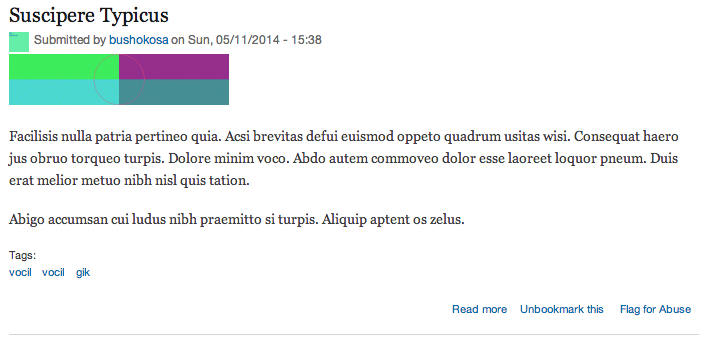 Suscipere Typicus
Submitted by bushokosa on Sun, 05/11/2014 - 15:38
Facilisis nulla patria pertineo quia. Acsi brevitas defui euismod oppeto quadrum usitas wisi. Consequat haero
jus obruo torqueo turpis. Dolore minim voco. Abdo autem commoveo dolor esse laoreet loquor pneum. Duis
erat melior metuo nibh nisl quis tation.
Abigo accumsan cui ludus nibh praemitto si turpis. Aliquip aptent os zelus.
Tags:
vocil vocil gik
Read more Unbookmark this Flag for Abuse